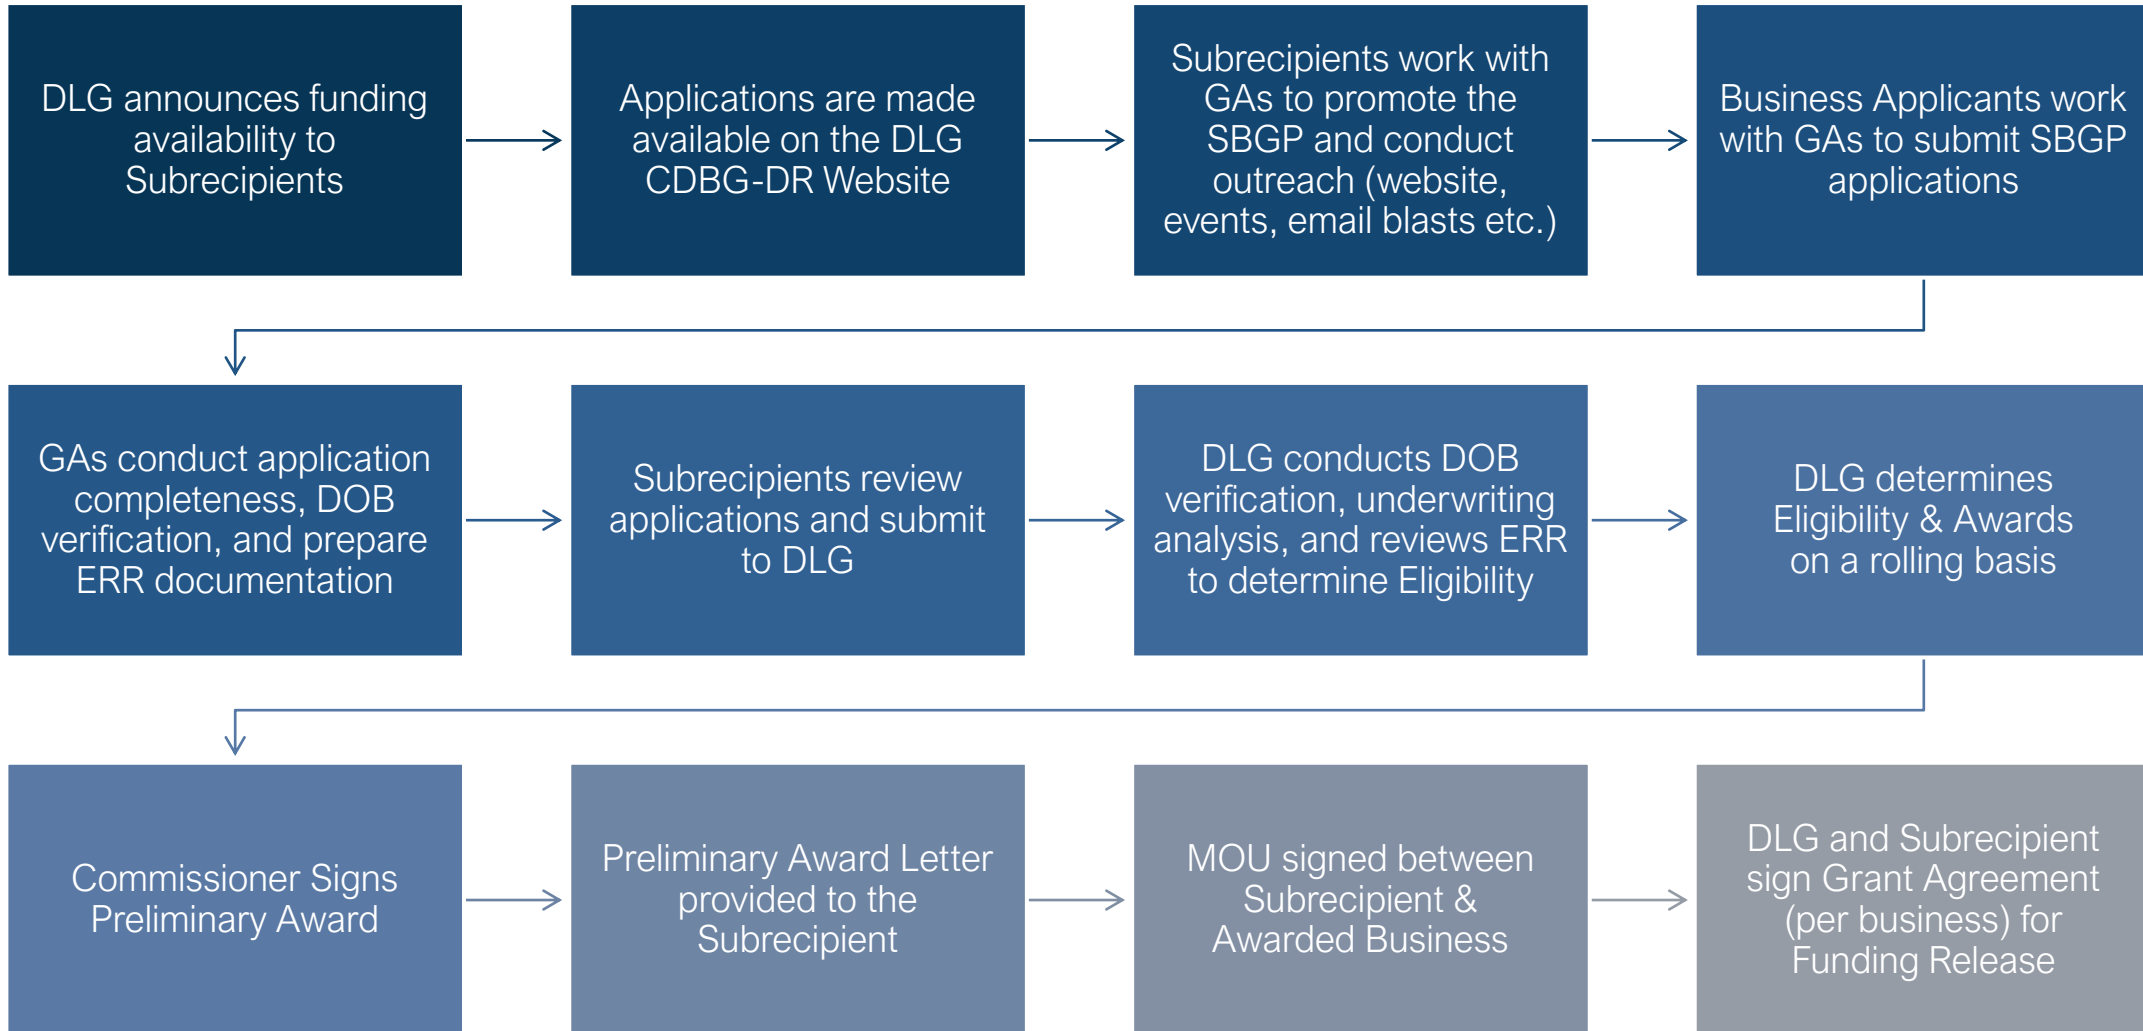 DLG announces funding
availability to
Subrecipients
Applications are made
available on the DLG
CDBG-DR Website
Subrecipients work with
GAs to promote the
SBGP and conduct
outreach (website,
events, email blasts etc.)
Business Applicants work
with GAs to submit SBGP
applications
GAs conduct application
completeness, DOB
verification, and prepare
ERR documentation
Subrecipients review
applications and submit
to DLG
DLG conducts DOB
verification, underwriting
analysis, and reviews ERR
to determine Eligibility
DLG determines
Eligibility & Awards
on a rolling basis
Commissioner Signs
Preliminary Award
Preliminary Award Letter
provided to the
Subrecipient
MOU signed between
Subrecipient &
Awarded Business
DLG and Subrecipient
sign Grant Agreement
(per business) for
Funding Release